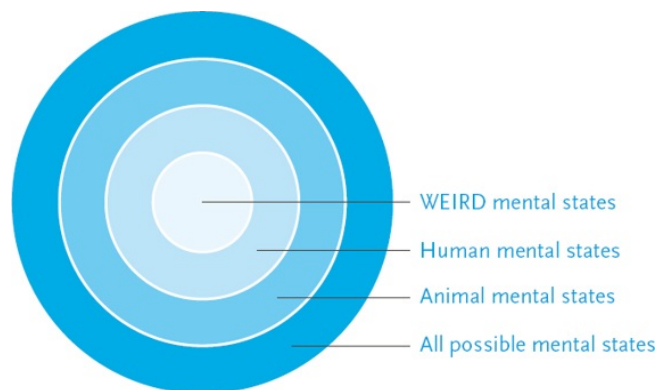 WEIRD mental states
Human mental states
Animal mental states
All possible mental states